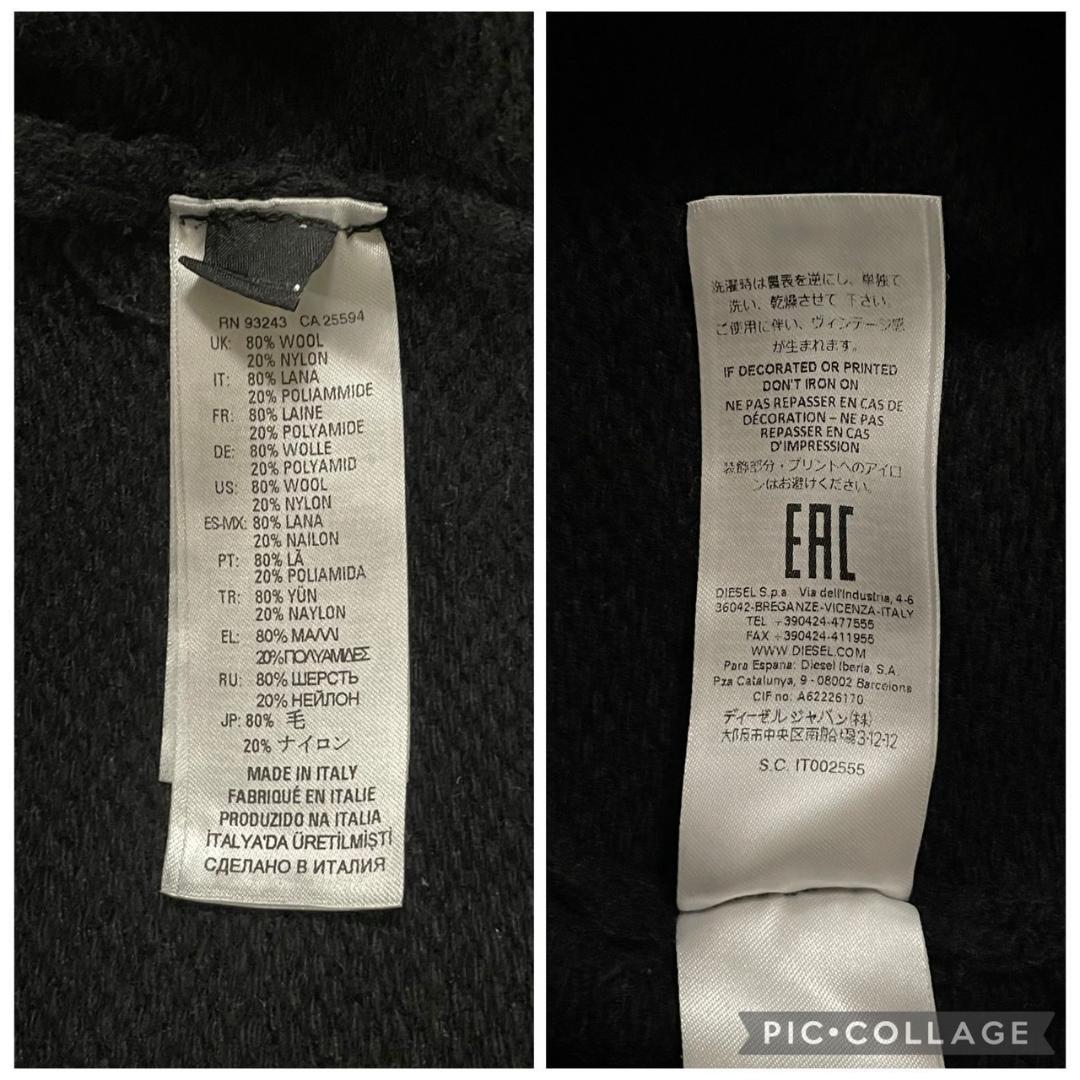 RN 93243 CA 25594
UK: 80% WOOL
20% NYLON
IT: 80% LANA
20% POLIAMMIDE
FR: 80% LAINE
20% POLYAMIDE
DE: 80% WOLLE
20% POLYAMID
US: 80% WOOL
20% NYLON
ES-MX: 80% LANA
20% NAILON
PT: 80% LÃ
20% POLIAMIDA
TR: 80% YÜN
20% NAYLON
EL: 80% ΜΑΛΛΙ
20% ΠΟΛΥΑΜΙΔΕΣ
RU: 80% ШЕРСТЬ
20% НЕЙЛОН
JP: 80% 毛
20% ナイロン
MADE IN ITALY
FABRIQUÉ EN ITALIE
PRODUZIDO NA ITALIA
İTALYA'DA ÜRETİLMİŞTİ
СДЕЛАНО В ИТАЛИЯ
洗濯時は裏表を逆にし、単独で
洗い、乾燥させて下さい。
ご使用に伴い、ヴィンテージ感
が生まれます。
IF DECORATED OR PRINTED
DON'T IRON ON
NE PAS REPASSER EN CAS DE
DÉCORATION – NE PAS
REPASSER EN CAS
D'IMPRESSION
装飾部分・プリントへのアイロ
ンはお避けください。
EAC
DIESEL S.p.a Via dell'Industria, 4-6
36042-BREGANZE-VICENZA-ITALY
TEL +390424-477555
FAX +390424-411955
WWW.DIESEL.COM
Para Espana: Diesel Iberia, S.A.
Pza Catalunya, 9 - 08002 Barcelona
CIF no: A62226170
ディーゼルジャパン(株)
大阪市中央区南船場3-12-12
S.C. IT002555
PIC•COLLAGE